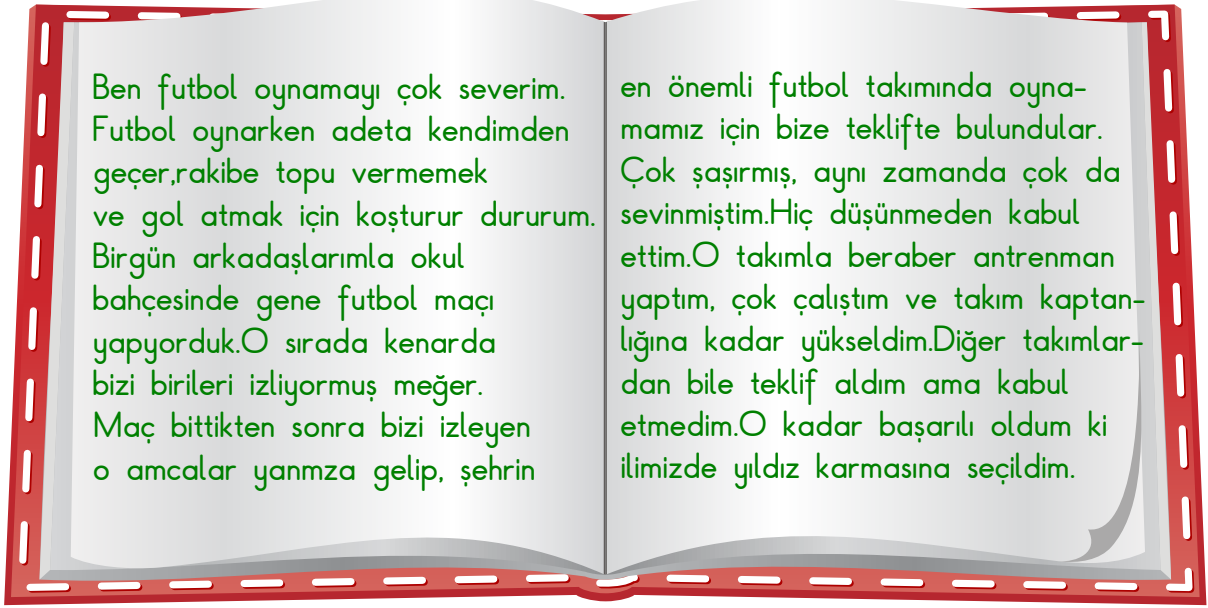 Ben futbol oynamayı çok severim.
Futbol oynarken adeta kendimden
geçer,rakibe topu vermemek
ve gol atmak için koşturur dururum.
Birgün arkadaşlarımla okul
bahçesinde gene futbol maçı
yapyorduk.O sırada kenarda
bizi birileri izliyormuş meğer.
Maç bittikten sonra bizi izleyen
o amcalar yanmza gelip, şehrin
en önemli futbol takımında oyna-
mamız için bize teklifte bulundular.
Çok şaşırmış, aynı zamanda çok da
sevinmiştim.Hiç düşünmeden kabul
ettim.O takımla beraber antrenman
yaptım, çok çalıştım ve takım kaptan-
lığına kadar yükseldim.Diğer takımlar-
dan bile teklif aldım ama kabul
etmedim.O kadar başarılı oldum ki
ilimizde yıldız karmasına seçildim.